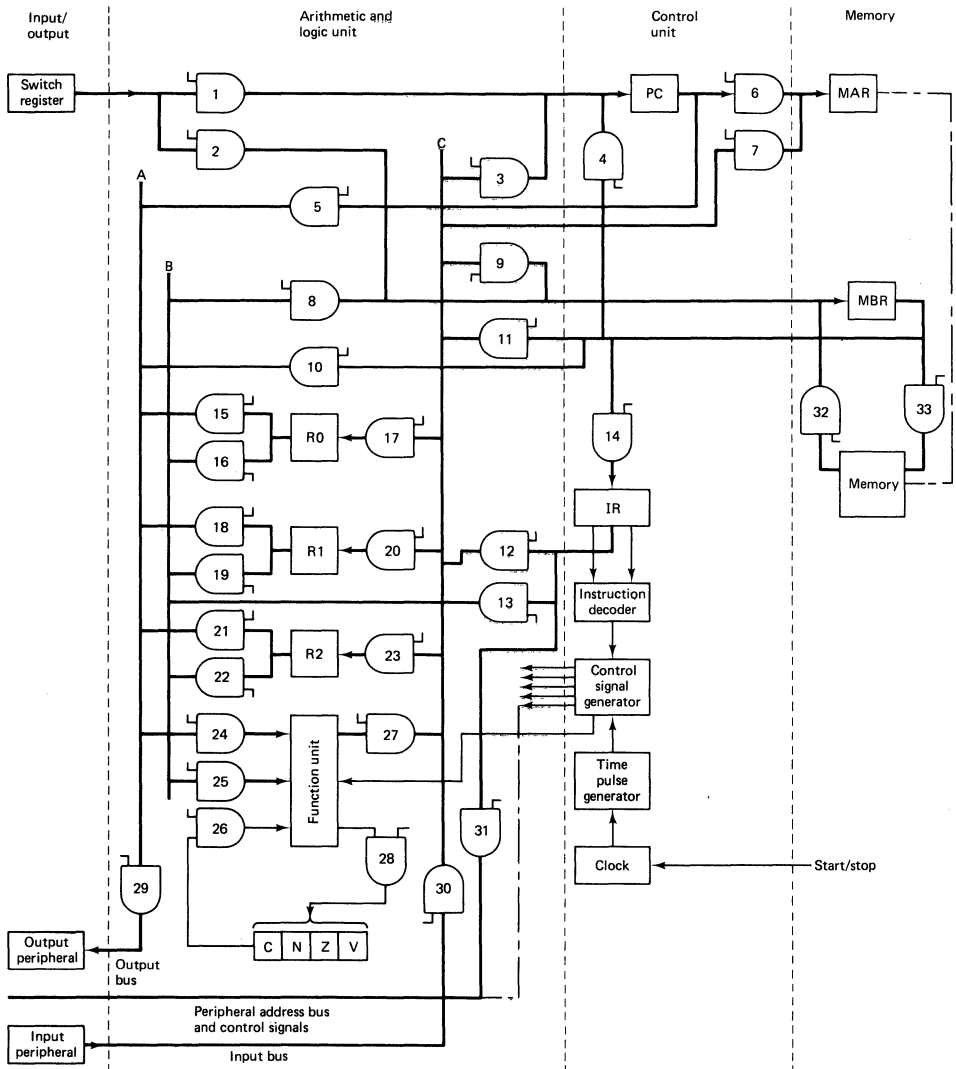 Input/
output
Arithmetic and
logic unit
Control
unit
Memory
Switch
register
1
PC
6
MAR
2
C
4
7
A
3
5
B
9
8
MBR
11
10
15
32
33
R0
17
14
16
Memory
IR
18
R1
20
12
19
13
Instruction
decoder
21
R2
23
22
Control
signal
generator
24
27
Function unit
25
Time
pulse
generator
26
31
28
29
30
Clock
Start/stop
Output
peripheral
C N Z V
Output
bus
Peripheral address bus
and control signals
Input
peripheral
Input bus